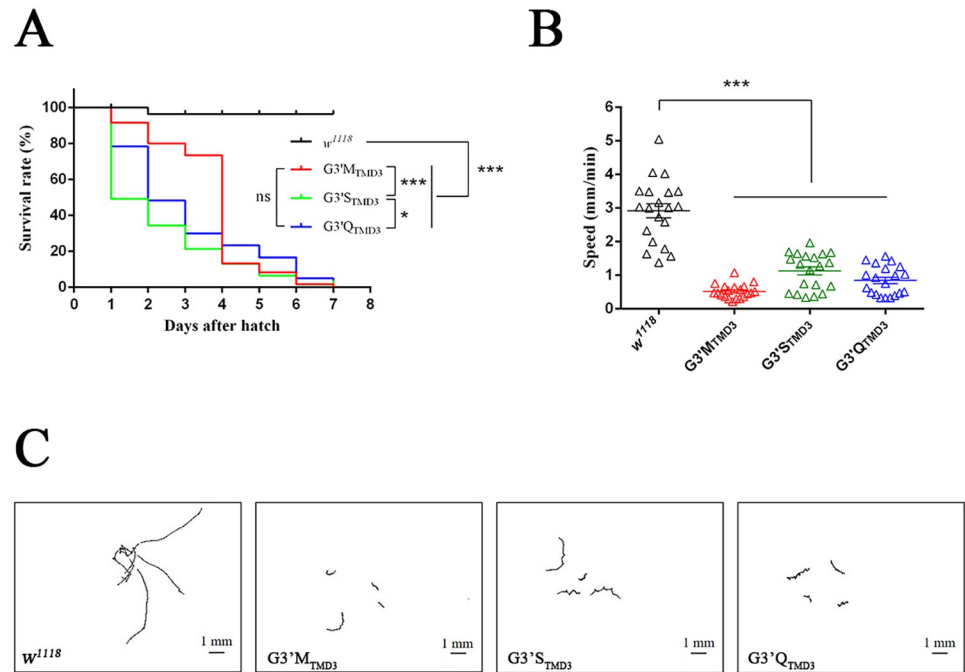 A
Survival rate (%)
100
80
60
40
20
0
0 1 2 3 4 5 6 7 8
Days after hatch
w1118
G3'MTMD3
G3'STMD3
G3'QTMD3
ns
***
*
***
B
Speed (mm/min)
6
5
4
3
2
1
0
***
w1118
G3'MTMD3
G3'STMD3
G3'QTMD3
C
1 mm
w1118
1 mm
G3'MTMD3
1 mm
G3'STMD3
1 mm
G3'QTMD3